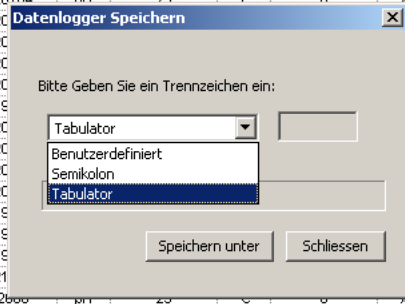 Datenlogger Speichern
Bitte Geben Sie ein Trennzeichen ein:
Tabulator
Benutzerdefiniert
Semikolon
Tabulator
Speichern unter
Schliessen